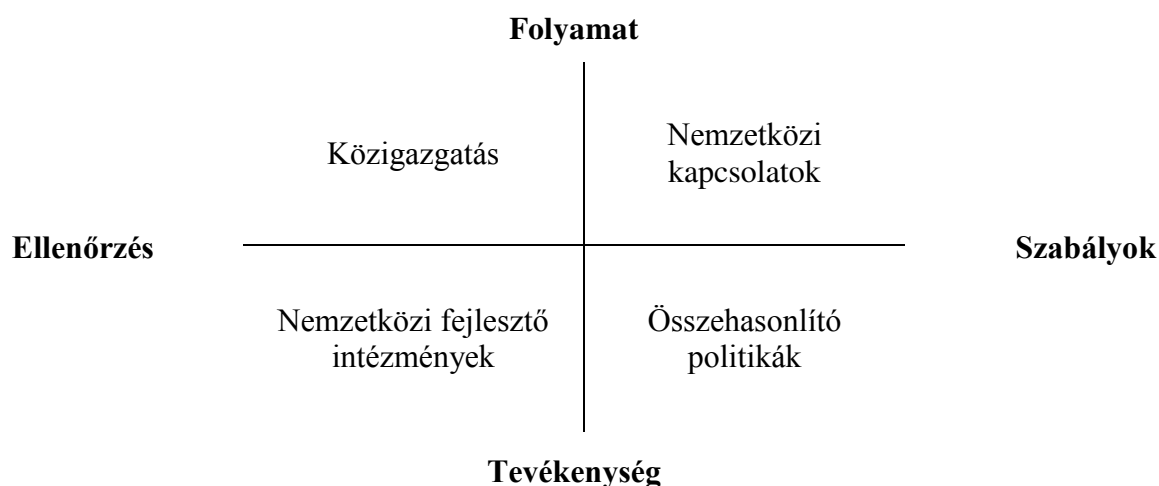 Folyamat
Közigazgatás
Nemzetközi
kapcsolatok
Ellenőrzés
Szabályok
Nemzetközi fejlesztő
intézmények
Összehasonlító
politikák
Tevékenység